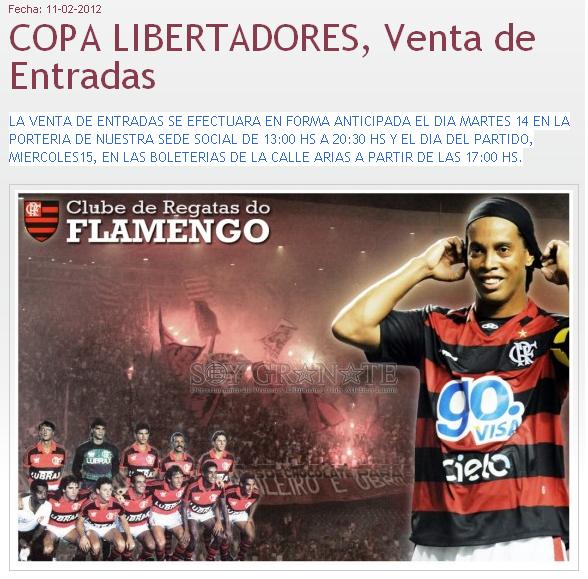 Fecha: 11-02-2012
COPA LIBERTADORES, Venta de
Entradas
LA VENTA DE ENTRADAS SE EFECTUARA EN FORMA ANTICIPADA EL DIA MARTES 14 EN LA
PORTERIA DE NUESTRA SEDE SOCIAL DE 13:00 HS A 20:30 HS Y EL DIA DEL PARTIDO,
MIERCOLES15, EN LAS BOLETERIAS DE LA CALLE ARIAS A PARTIR DE LAS 17:00 HS.
Clube de Regatas do
FLAMENGO
SOY GRANATE
go.
VISA
cielo
LUBRAX